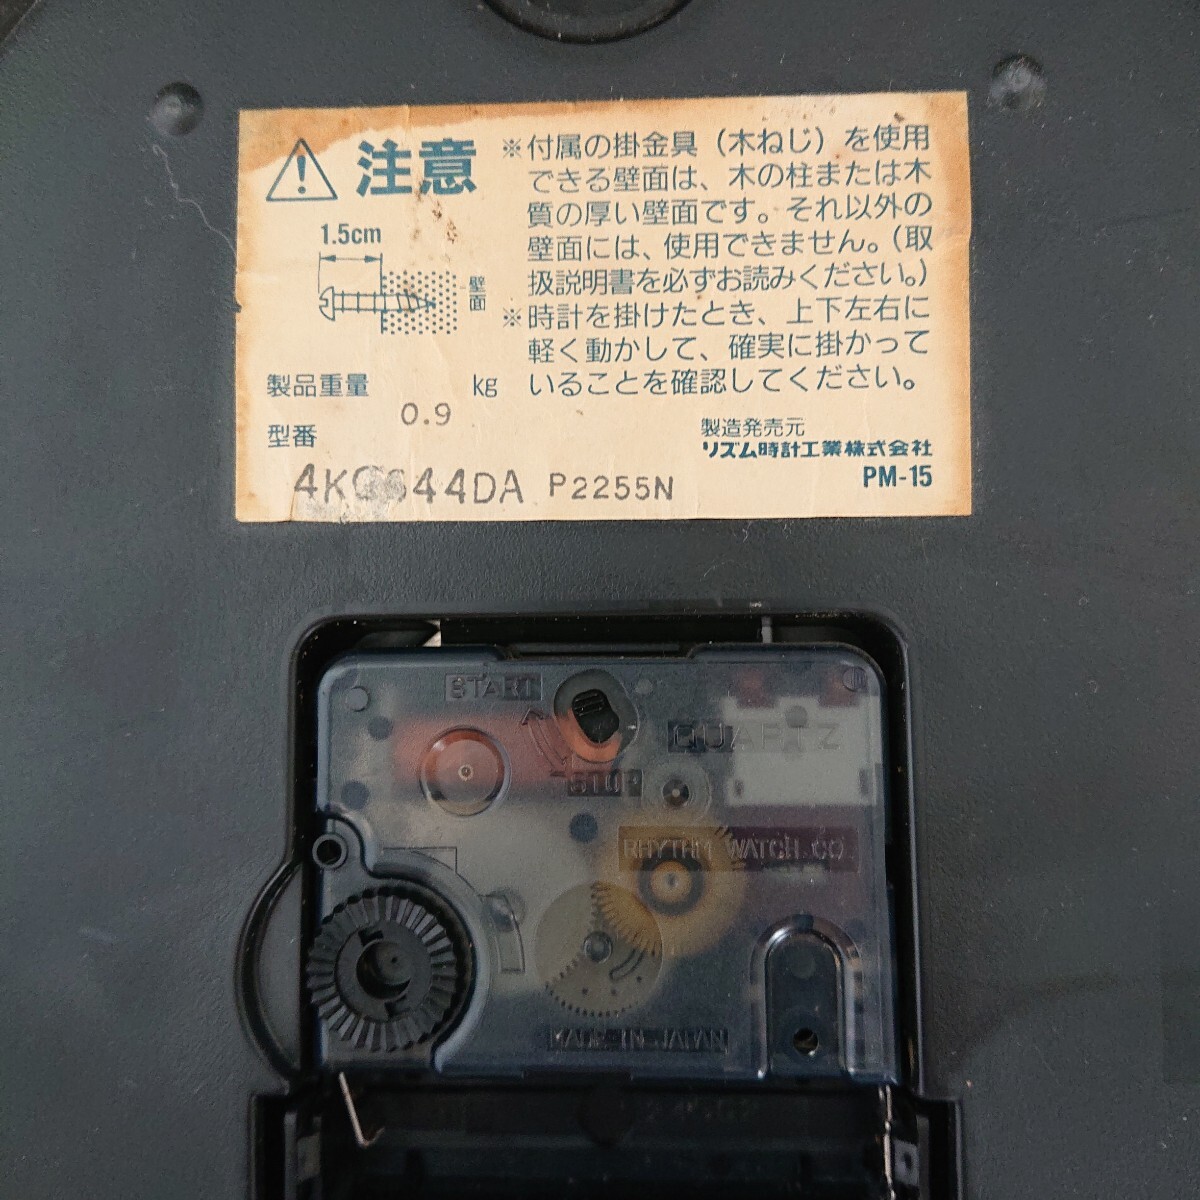 注意
1.5cm
壁面
※付属の掛金具（木ねじ）を使用
できる壁面は、木の柱または木
質の厚い壁面です。それ以外の
壁面には、使用できません。（取
扱説明書を必ずお読みください。）
※時計を掛けたとき、上下左右に
軽く動かして、確実に掛かって
いることを確認してください。
製品重量 0.9 kg
型番
製造発売元
リズム時計工業株式会社
PM-15
P2255N
START
STOP
QUARTZ
RHYTHM WATCH CO
MADE IN JAPAN